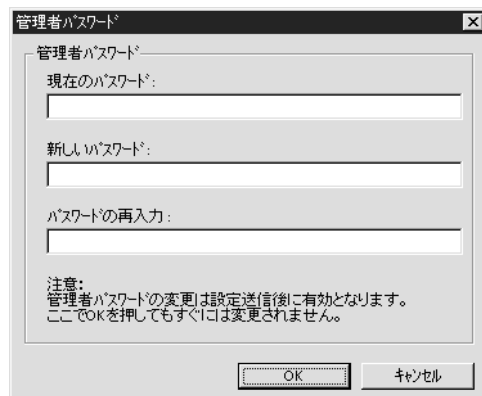 管理者ﾊﾟｽﾜｰﾄﾞ
管理者ﾊﾟｽﾜｰﾄﾞ
現在のﾊﾟｽﾜｰﾄﾞ:
新しいﾊﾟｽﾜｰﾄﾞ:
ﾊﾟｽﾜｰﾄﾞの再入力:
注意:
管理者ﾊﾟｽﾜｰﾄﾞの変更は設定送信後に有効となります。
ここでOKを押してもすぐには変更されません。
OK
ｷｬﾝｾﾙ